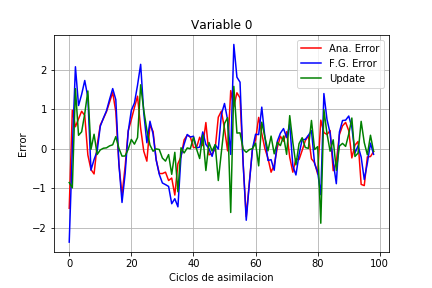 Variable 0
Ana. Error
F.G. Error
Update
Error
2
1
0
−1
−2
0
20
40
60
80
100
Ciclos de asimilacion